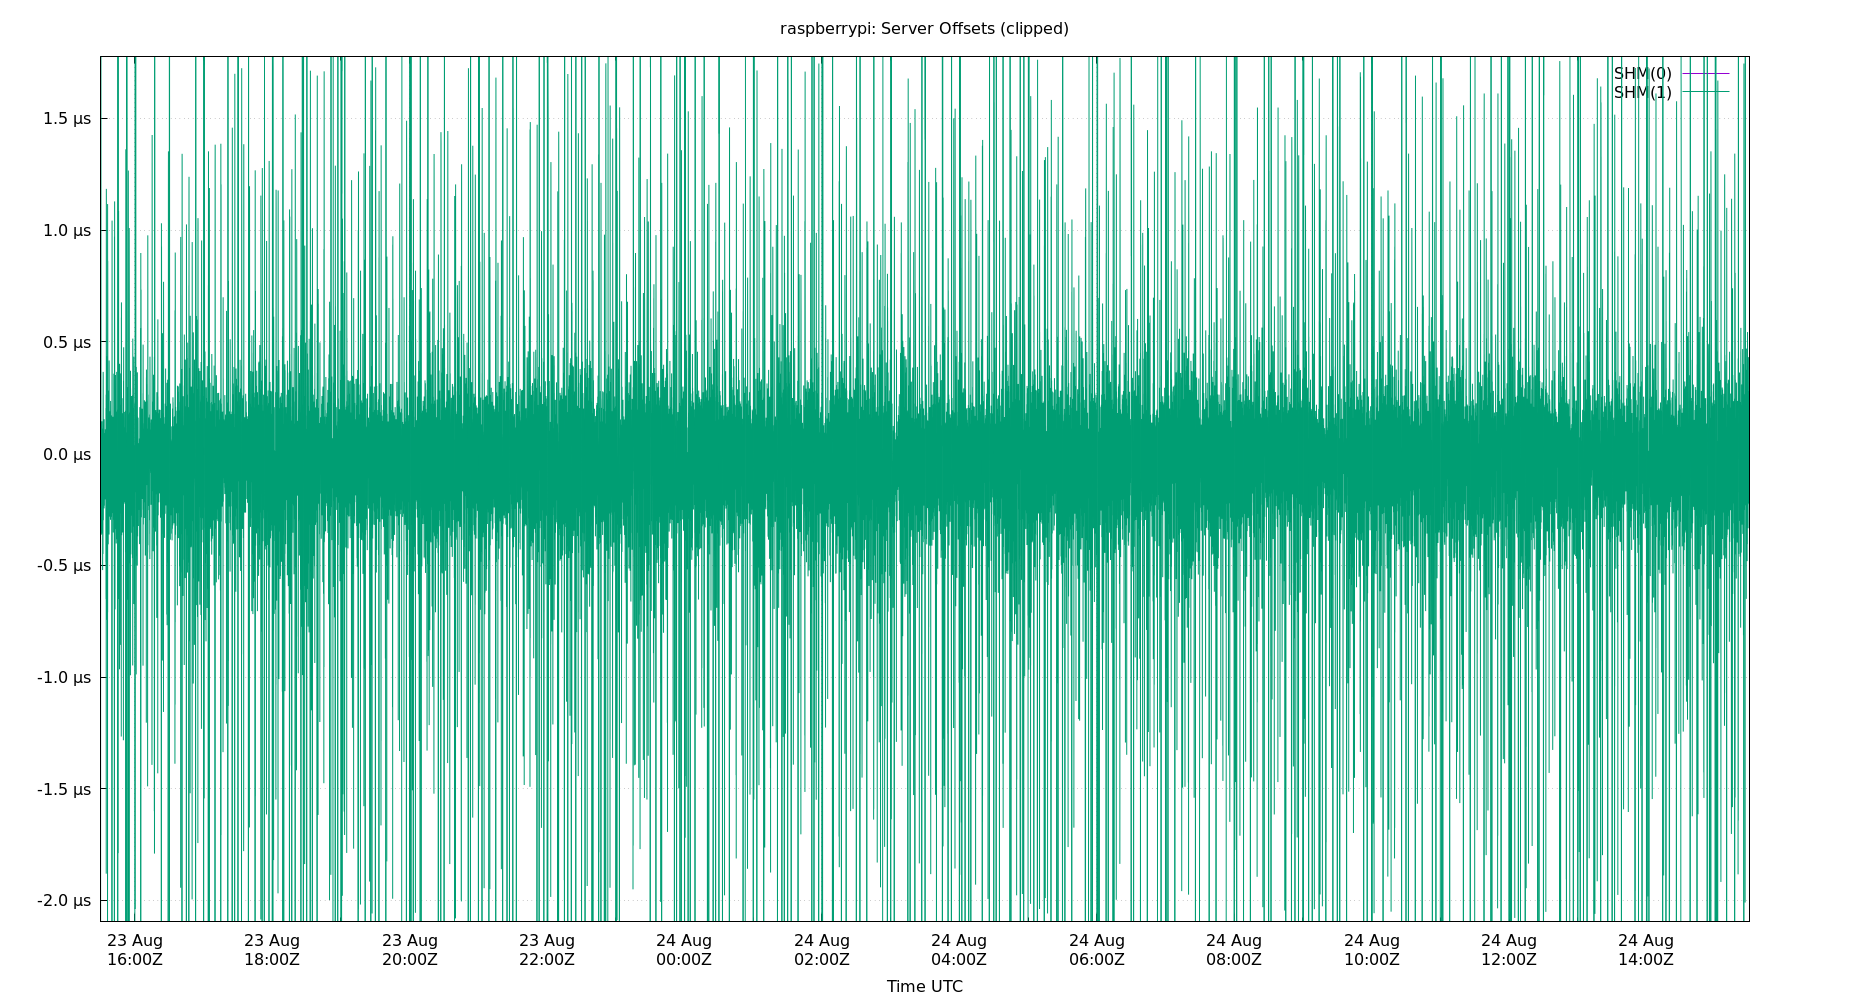 raspberrypi: Server Offsets (clipped)
SHM(0)
SHM(1)
1.5 µs
1.0 µs
0.5 µs
0.0 µs
-0.5 µs
-1.0 µs
-1.5 µs
-2.0 µs
23 Aug 23 Aug 23 Aug 23 Aug 24 Aug 24 Aug 24 Aug 24 Aug 24 Aug 24 Aug 24 Aug 24 Aug
16:00Z 18:00Z 20:00Z 22:00Z 00:00Z 02:00Z 04:00Z 06:00Z 08:00Z 10:00Z 12:00Z 14:00Z
Time UTC